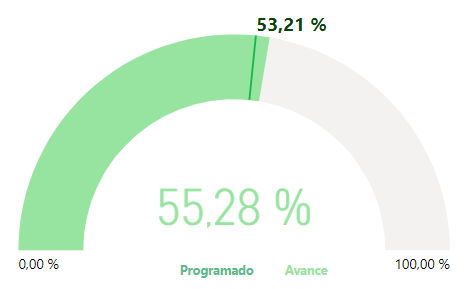 53,21 %
55,28 %
0,00 %
100,00 %
Programado Avance